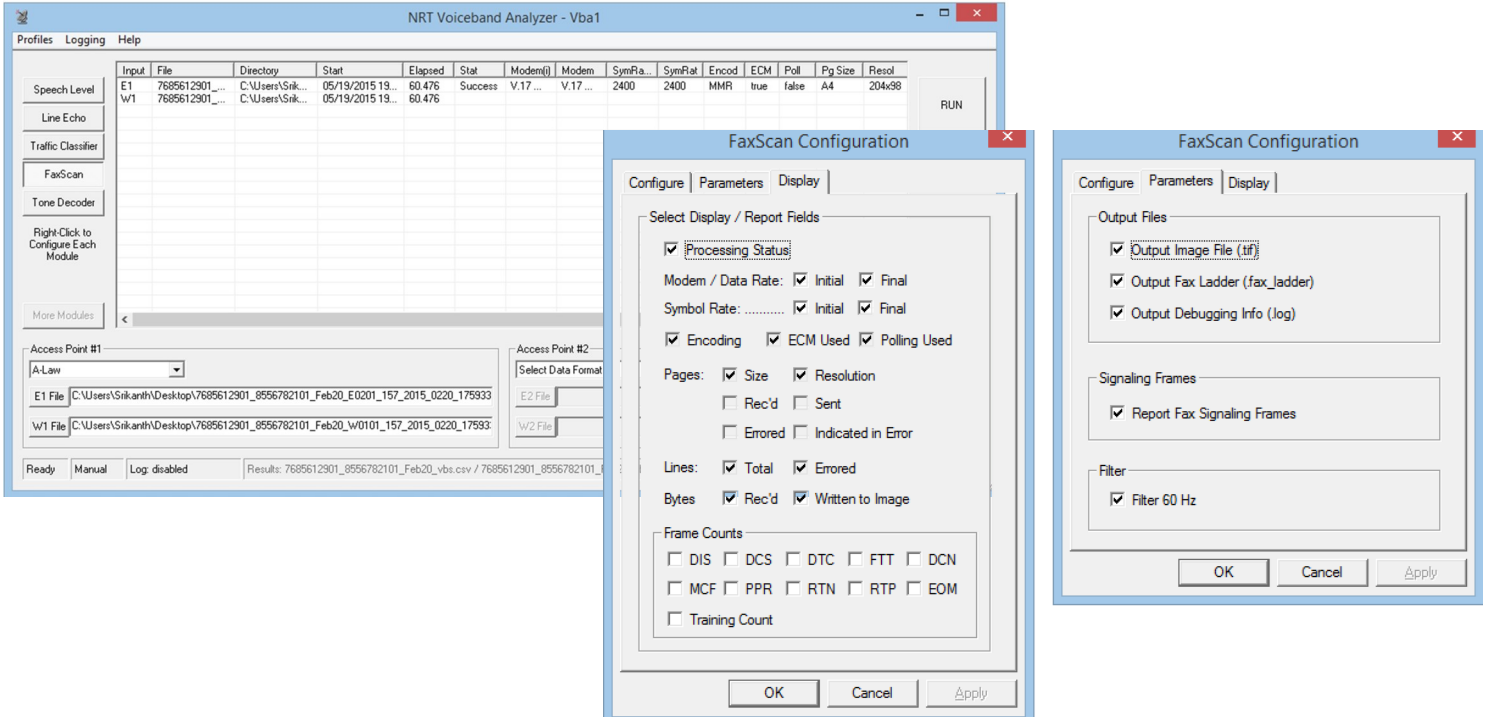 NRT Voiceband Analyzer - Vba1
Profiles Logging Help
Input File Directory Start Elapsed Stat Modem(i) Modem SymRa... SymRat Encod ECM Poll Pg Size Resol
E1 7685612901_... C:\Users\Srik... 05/19/2015 19... 60.476 Success V.17 ... V.17 ... 2400 2400 MMR true false A4 204x98
W1 7685612901_... C:\Users\Srik... 05/19/2015 19... 60.476
Speech Level
Line Echo
Traffic Classifier
FaxScan
Tone Decoder
Right-Click to
Configure Each
Module
More Modules
RUN
Access Point #1
A-Law
E1 File C:\Users\Srikanth\Desktop\7685612901_8556782101_Feb20_E0201_157_2015_0220_175933
W1 File C:\Users\Srikanth\Desktop\7685612901_8556782101_Feb20_W0101_157_2015_0220_17593:
Access Point #2
Select Data Format
E2 File
W2 File
Ready Manual Log: disabled Results: 7685612901_8556782101_Feb20_vbs.csv / 7685612901_8556782101_
FaxScan Configuration
Configure Parameters Display
Select Display / Report Fields
Processing Status
Modem / Data Rate: Initial Final
Symbol Rate: ........... Initial Final
Encoding ECM Used Polling Used
Pages: Size Resolution
Rec'd Sent
Errored Indicated in Error
Lines: Total Errored
Bytes Rec'd Written to Image
Frame Counts
DIS DCS DTC FTT DCN
MCF PPR RTN RTP EOM
Training Count
OK Cancel Apply
FaxScan Configuration
Configure Parameters Display
Output Files
Output Image File (.tif)
Output Fax Ladder (.fax_ladder)
Output Debugging Info (.log)
Signaling Frames
Report Fax Signaling Frames
Filter
Filter 60 Hz
OK Cancel Apply